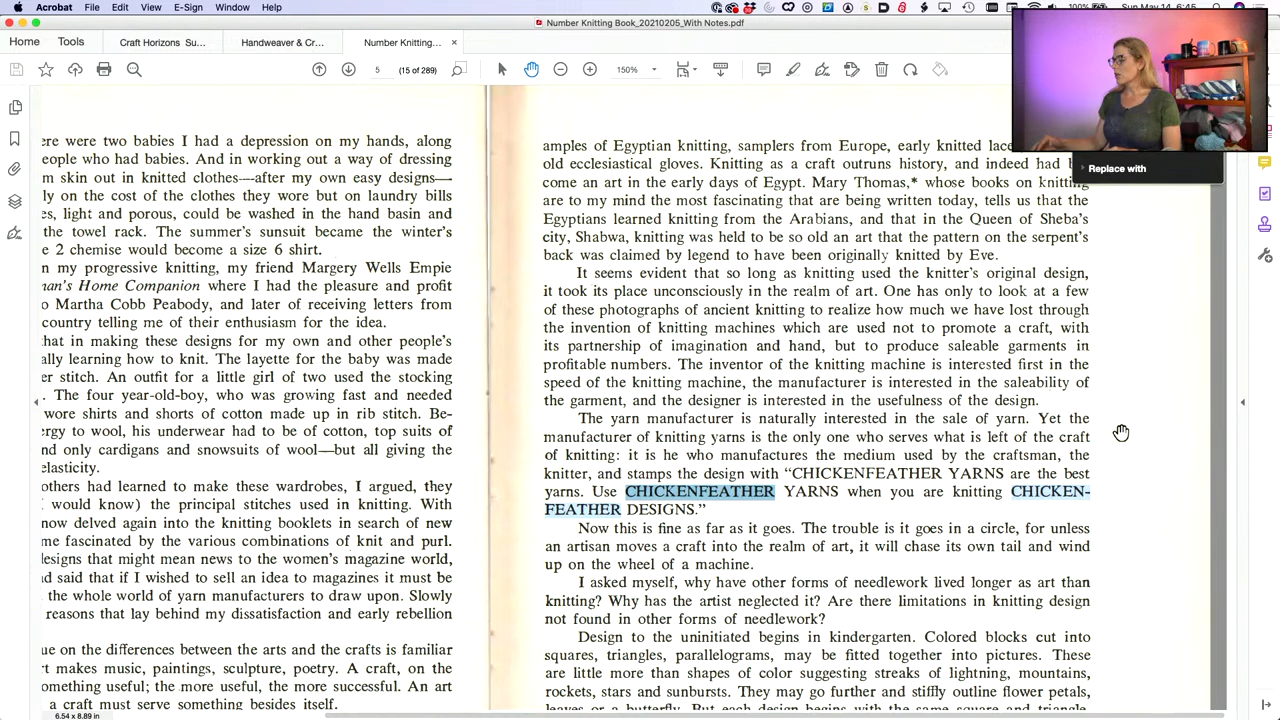 Acrobat File Edit View E-Sign Window Help
100% Sun May 14 6:45
Number Knitting Book_20210205_With Notes.pdf
Home Tools Craft Horizons Su... Handweaver & Cr... Number Knitting... ×
5 (15 of 289) 150%
Replace with
ere were two babies I had a depression on my hands, along
eople who had babies. And in working out a way of dressing
m skin out in knitted clothes—after my own easy designs—
ly on the cost of the clothes they wore but on laundry bills
es, light and porous, could be washed in the hand basin and
the towel rack. The summer's sunsuit became the winter's
e 2 chemise would become a size 6 shirt.
n my progressive knitting, my friend Margery Wells Empie
nan's Home Companion where I had the pleasure and profit
o Martha Cobb Peabody, and later of receiving letters from
country telling me of their enthusiasm for the idea.
hat in making these designs for my own and other people's
ally learning how to knit. The layette for the baby was made
er stitch. An outfit for a little girl of two used the stocking
. The four year-old-boy, who was growing fast and needed
wore shirts and shorts of cotton made up in rib stitch. Be-
ergy to wool, his underwear had to be of cotton, top suits of
nd only cardigans and snowsuits of wool—but all giving the
elasticity.
others had learned to make these wardrobes, I argued, they
I would know) the principal stitches used in knitting. With
now delved again into the knitting booklets in search of new
me fascinated by the various combinations of knit and purl.
designs that might mean news to the women's magazine world,
d said that if I wished to sell an idea to magazines it must be
the whole world of yarn manufacturers to draw upon. Slowly
reasons that lay behind my dissatisfaction and early rebellion
ue on the differences between the arts and the crafts is familiar
rt makes music, paintings, sculpture, poetry. A craft, on the
omething useful; the more useful, the more successful. An art
a craft must serve something besides itself.
amples of Egyptian knitting, samplers from Europe, early knitted lace
old ecclesiastical gloves. Knitting as a craft outruns history, and indeed had
come an art in the early days of Egypt. Mary Thomas,* whose books on knitting
are to my mind the most fascinating that are being written today, tells us that the
Egyptians learned knitting from the Arabians, and that in the Queen of Sheba's
city, Shabwa, knitting was held to be so old an art that the pattern on the serpent's
back was claimed by legend to have been originally knitted by Eve.
It seems evident that so long as knitting used the knitter's original design,
it took its place unconsciously in the realm of art. One has only to look at a few
of these photographs of ancient knitting to realize how much we have lost through
the invention of knitting machines which are used not to promote a craft, with
its partnership of imagination and hand, but to produce saleable garments in
profitable numbers. The inventor of the knitting machine is interested first in the
speed of the knitting machine, the manufacturer is interested in the saleability of
the garment, and the designer is interested in the usefulness of the design.
The yarn manufacturer is naturally interested in the sale of yarn. Yet the
manufacturer of knitting yarns is the only one who serves what is left of the craft
of knitting: it is he who manufactures the medium used by the craftsman, the
knitter, and stamps the design with "CHICKENFEATHER YARNS are the best
yarns. Use CHICKENFEATHER YARNS when you are knitting CHICKEN-
FEATHER DESIGNS."
Now this is fine as far as it goes. The trouble is it goes in a circle, for unless
an artisan moves a craft into the realm of art, it will chase its own tail and wind
up on the wheel of a machine.
I asked myself, why have other forms of needlework lived longer as art than
knitting? Why has the artist neglected it? Are there limitations in knitting design
not found in other forms of needlework?
Design to the uninitiated begins in kindergarten. Colored blocks cut into
squares, triangles, parallelograms, may be fitted together into pictures. These
are little more than shapes of color suggesting streaks of lightning, mountains,
rockets, stars and sunbursts. They may go further and stiffly outline flower petals,
leaves or a butterfly. But each design begins with the same square and triangle
6.54 x 8.89 in